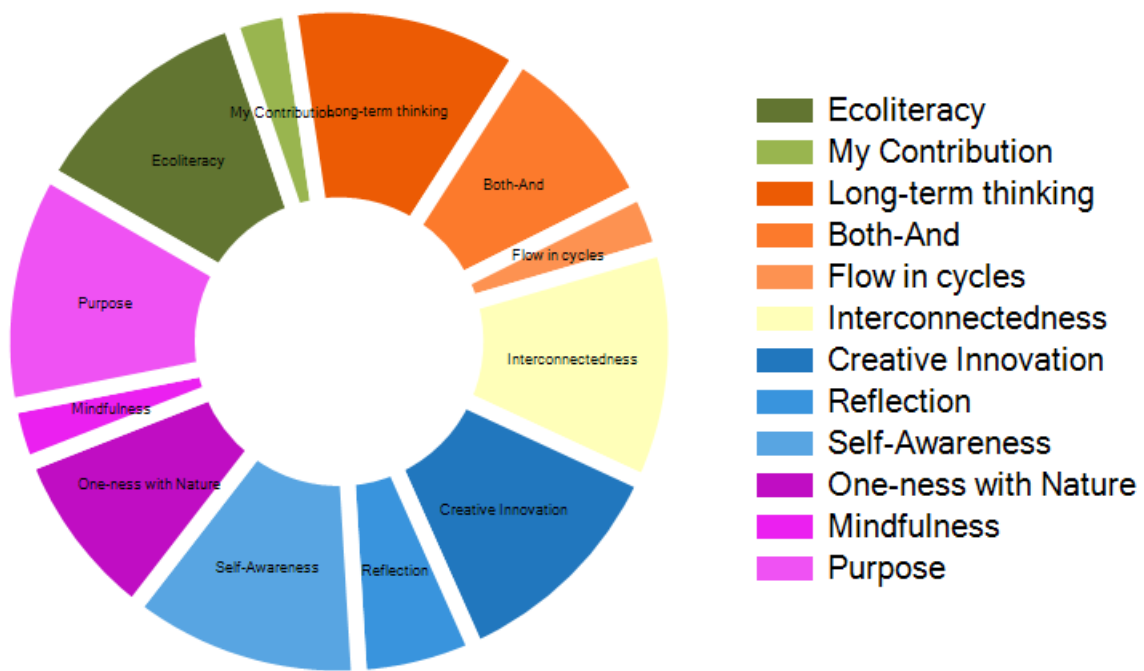 My Contribution
Long-term thinking
Ecoliteracy
Both-And
Flow in cycles
Purpose
Interconnectedness
Mindfulness
One-ness with Nature
Creative Innovation
Self-Awareness
Reflection
Ecoliteracy
My Contribution
Long-term thinking
Both-And
Flow in cycles
Interconnectedness
Creative Innovation
Reflection
Self-Awareness
One-ness with Nature
Mindfulness
Purpose